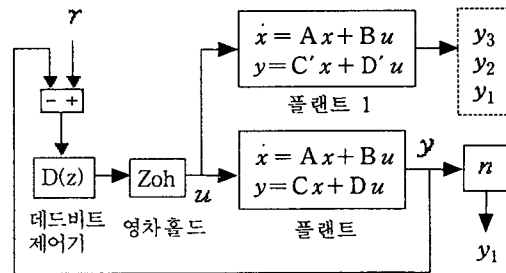 r
- +
D(z)
데드비트
제어기
Zoh
영차홀드
u
ẋ = Ax+Bu
y=C′x+D′u
플랜트 1
y₃
y₂
y₁
ẋ = Ax+Bu
y=Cx+Du
플랜트
y
n
y₁